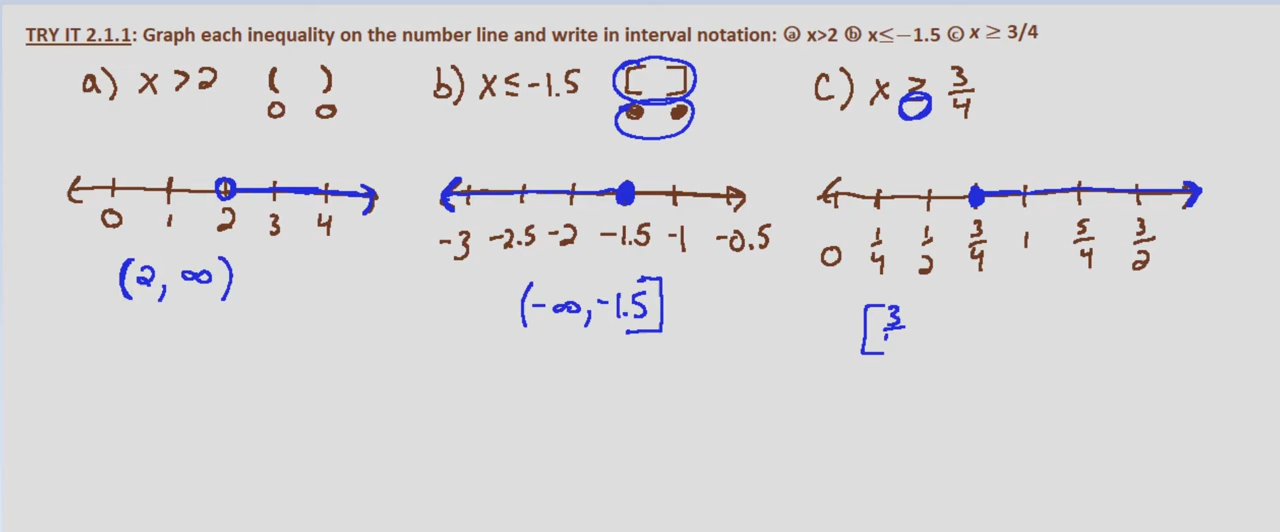 TRY IT 2.1.1: Graph each inequality on the number line and write in interval notation: ⓐ x>2 ⓑ x≤−1.5 ⓒ x ≥ 3/4
a) x > 2 ( )
b) x ≤ -1.5 [ ]
c) x ≥ 3/4
0 1 2 3 4
-3 -2.5 -2 -1.5 -1 -0.5
0 1/4 1/2 3/4 1 5/4 3/2
(2, ∞)
(-∞, -1.5]
[3